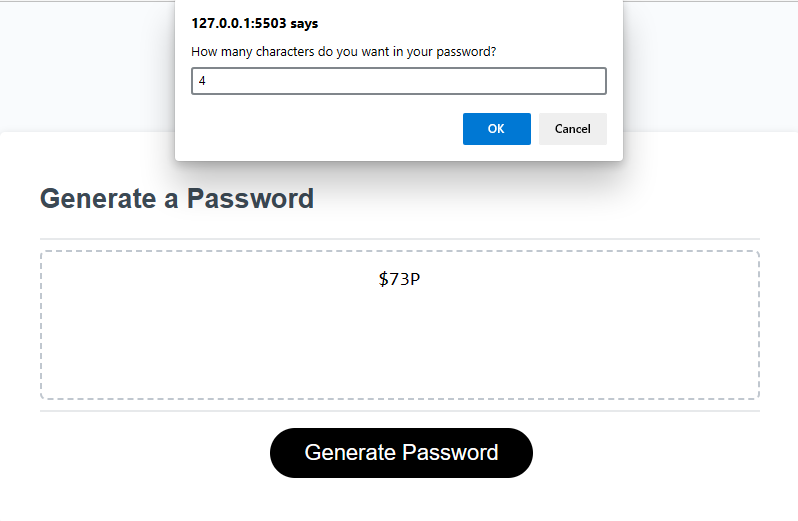 127.0.0.1:5503 says
How many characters do you want in your password?
4
OK
Cancel
Generate a Password
$73P
Generate Password